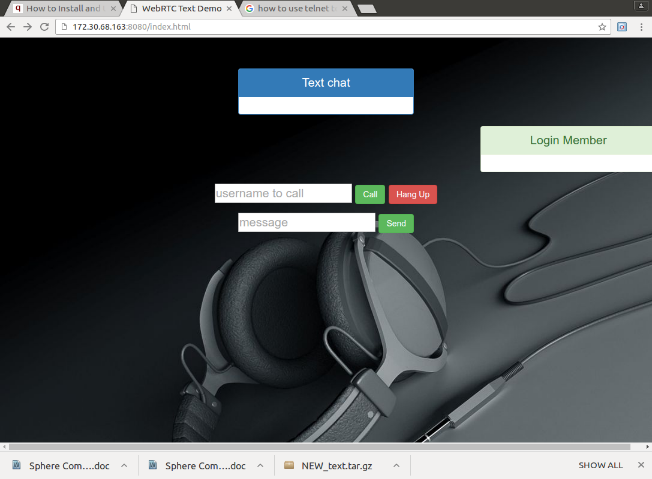 How to Install and
WebRTC Text Demo
how to use telnet
172.30.68.163:8080/index.html
Text chat
Login Member
username to call
Call
Hang Up
message
Send
Sphere Com....doc
Sphere Com....doc
NEW_text.tar.gz
SHOW ALL